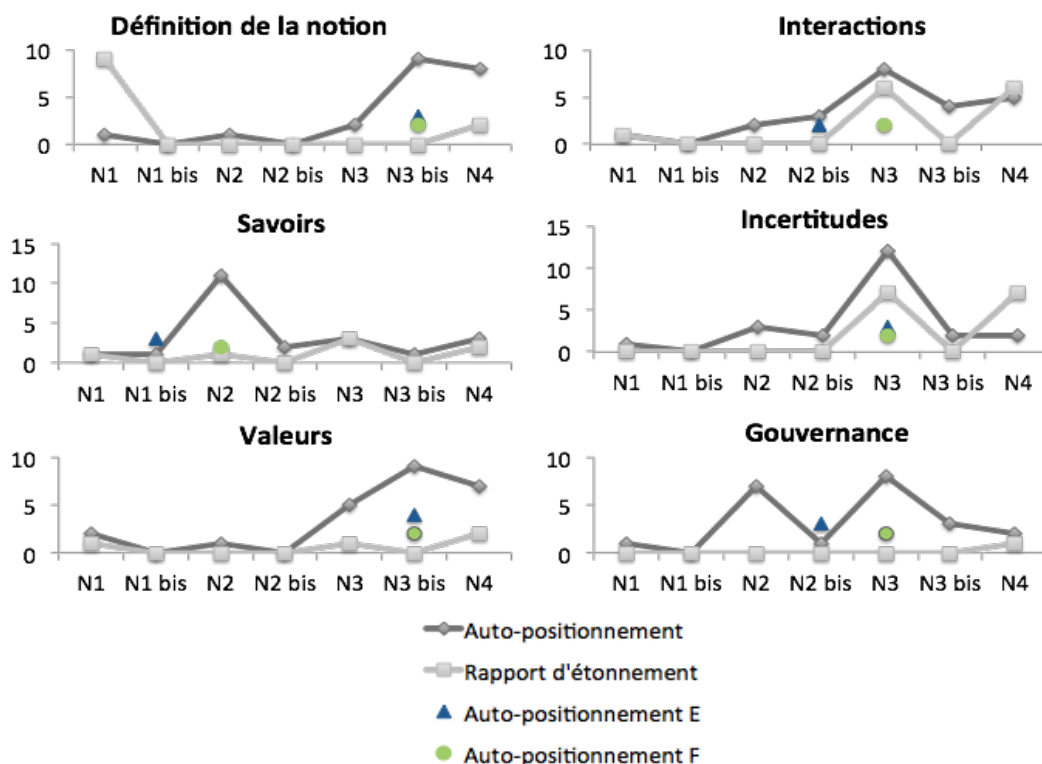 Définition de la notion
10
5
0
N1 N1 bis N2 N2 bis N3 N3 bis N4
Interactions
10
5
0
N1 N1 bis N2 N2 bis N3 N3 bis N4
Savoirs
15
10
5
0
N1 N1 bis N2 N2 bis N3 N3 bis N4
Incertitudes
15
10
5
0
N1 N1 bis N2 N2 bis N3 N3 bis N4
Valeurs
10
5
0
N1 N1 bis N2 N2 bis N3 N3 bis N4
Gouvernance
10
5
0
N1 N1 bis N2 N2 bis N3 N3 bis N4
Auto-positionnement
Rapport d'étonnement
Auto-positionnement E
Auto-positionnement F